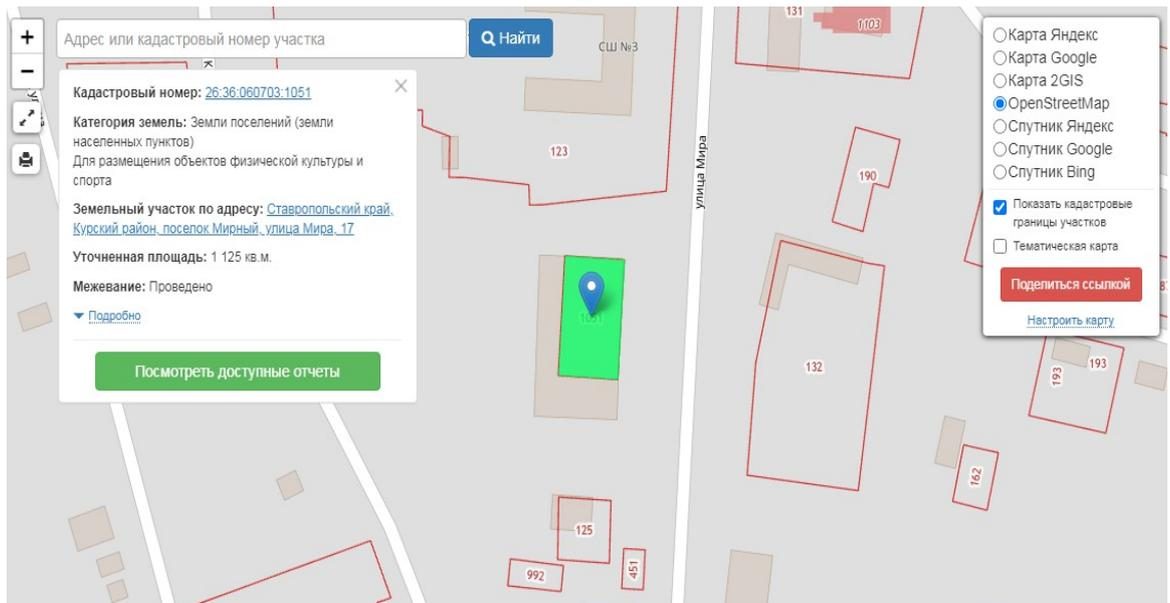 +
−
Адрес или кадастровый номер участка
Найти
Кадастровый номер: 26:36:060703:1051
Категория земель: Земли поселений (земли
населенных пунктов)
Для размещения объектов физической культуры и
спорта
Земельный участок по адресу: Ставропольский край,
Курский район, поселок Мирный, улица Мира, 17
Уточненная площадь: 1 125 кв.м.
Межевание: Проведено
Подробно
Посмотреть доступные отчеты
СШ №3
131
1103
123
улица Мира
190
1051
132
193
193
162
125
992
451
Карта Яндекс
Карта Google
Карта 2GIS
OpenStreetMap
Спутник Яндекс
Спутник Google
Спутник Bing
Показать кадастровые
границы участков
Тематическая карта
Поделиться ссылкой
Настроить карту